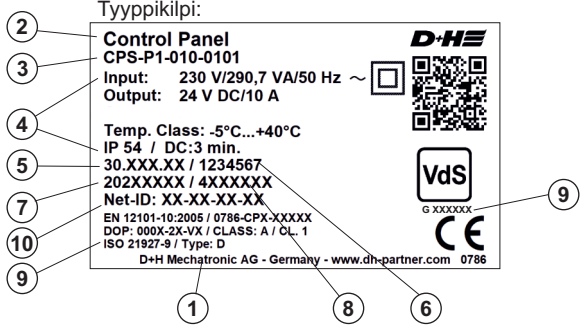 Tyyppikilpi:
Control Panel
D+H
CPS-P1-010-0101
Input: 230 V/290,7 VA/50 Hz ~
Output: 24 V DC/10 A
Temp. Class: -5°C...+40°C
IP 54 / DC:3 min.
30.XXX.XX / 1234567
202XXXXX / 4XXXXXX
Net-ID: XX-XX-XX-XX
EN 12101-10:2005 / 0786-CPX-XXXXX
DOP: 000X-2X-VX / CLASS: A / CL. 1
ISO 21927-9 / Type: D
VdS
G XXXXXX
CE
D+H Mechatronic AG - Germany - www.dh-partner.com 0786
2
3
4
5
7
10
9
1
8
6
9